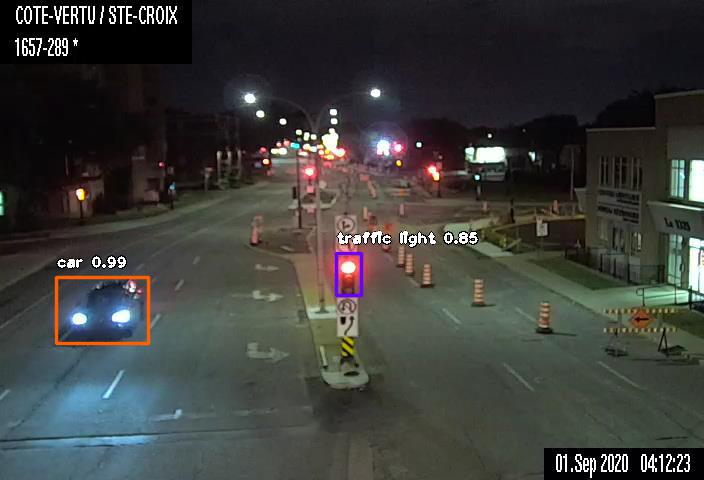 COTE-VERTU / STE-CROIX
1657-289 *
traffic light 0.85
car 0.99
01.Sep 2020 04:12:23